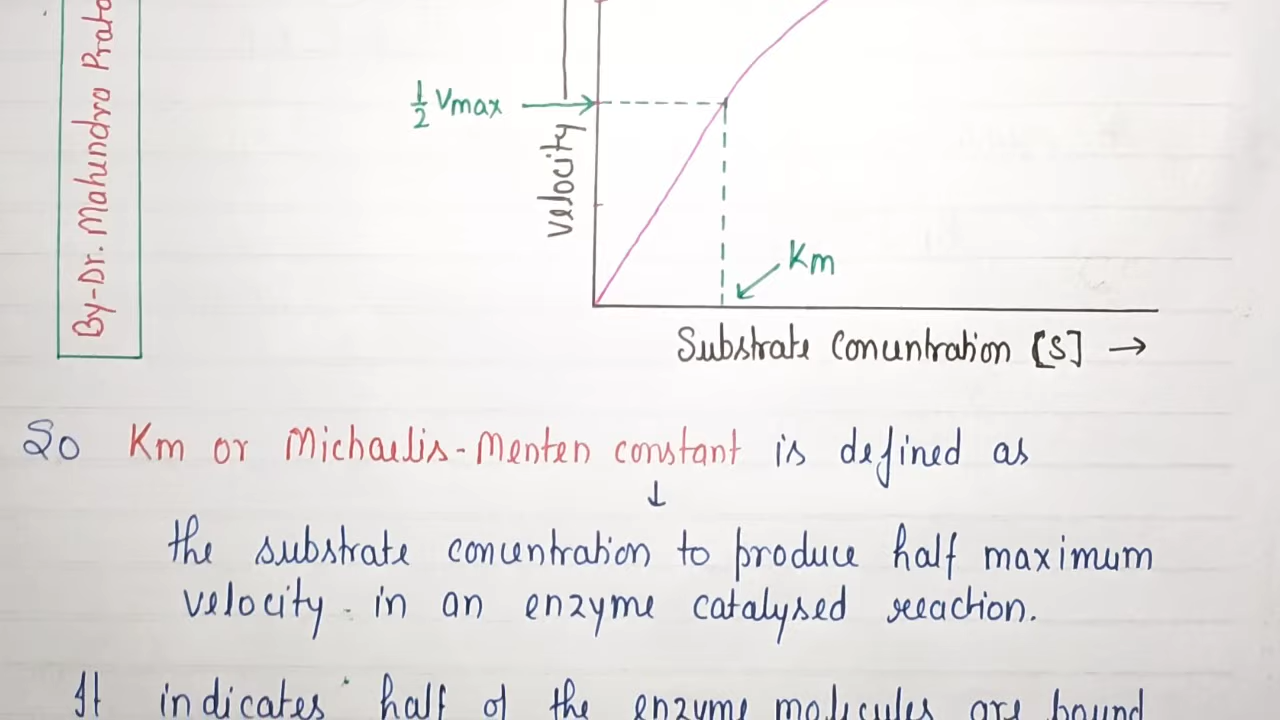 By-Dr. Mahendra
½ Vmax
velocity
Km
Substrate Concentration [S] →
So Km or Michaelis-Menten constant is defined as
↓
the substrate concentration to produce half maximum
velocity in an enzyme catalysed reaction.
It indicates half of the enzyme molecules are bound